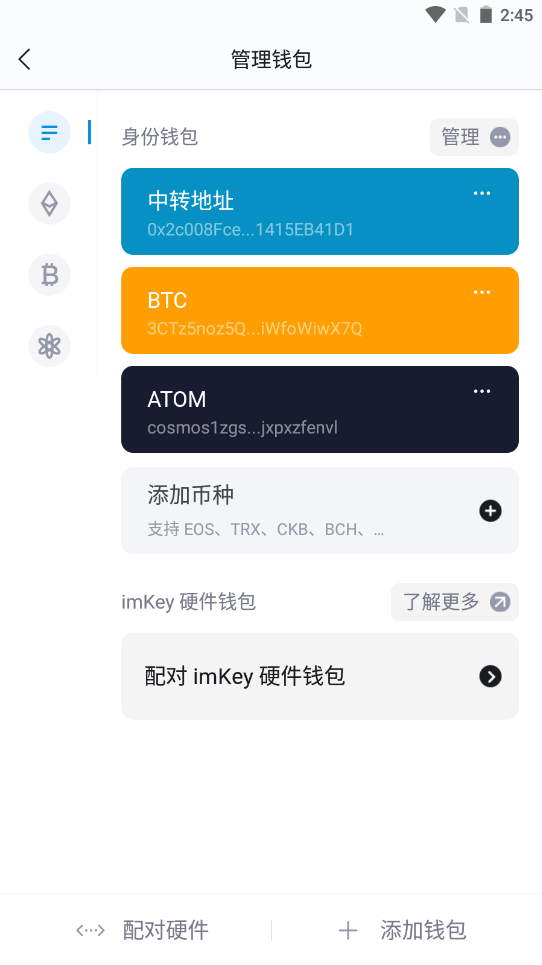 2:45
管理钱包
身份钱包
管理
中转地址
0x2c008Fce...1415EB41D1
BTC
3CTz5noz5Q...iWfoWiwX7Q
ATOM
cosmos1zgs...jxpxzfenvl
添加币种
支持 EOS、TRX、CKB、BCH、...
imKey 硬件钱包
了解更多
配对 imKey 硬件钱包
配对硬件
添加钱包